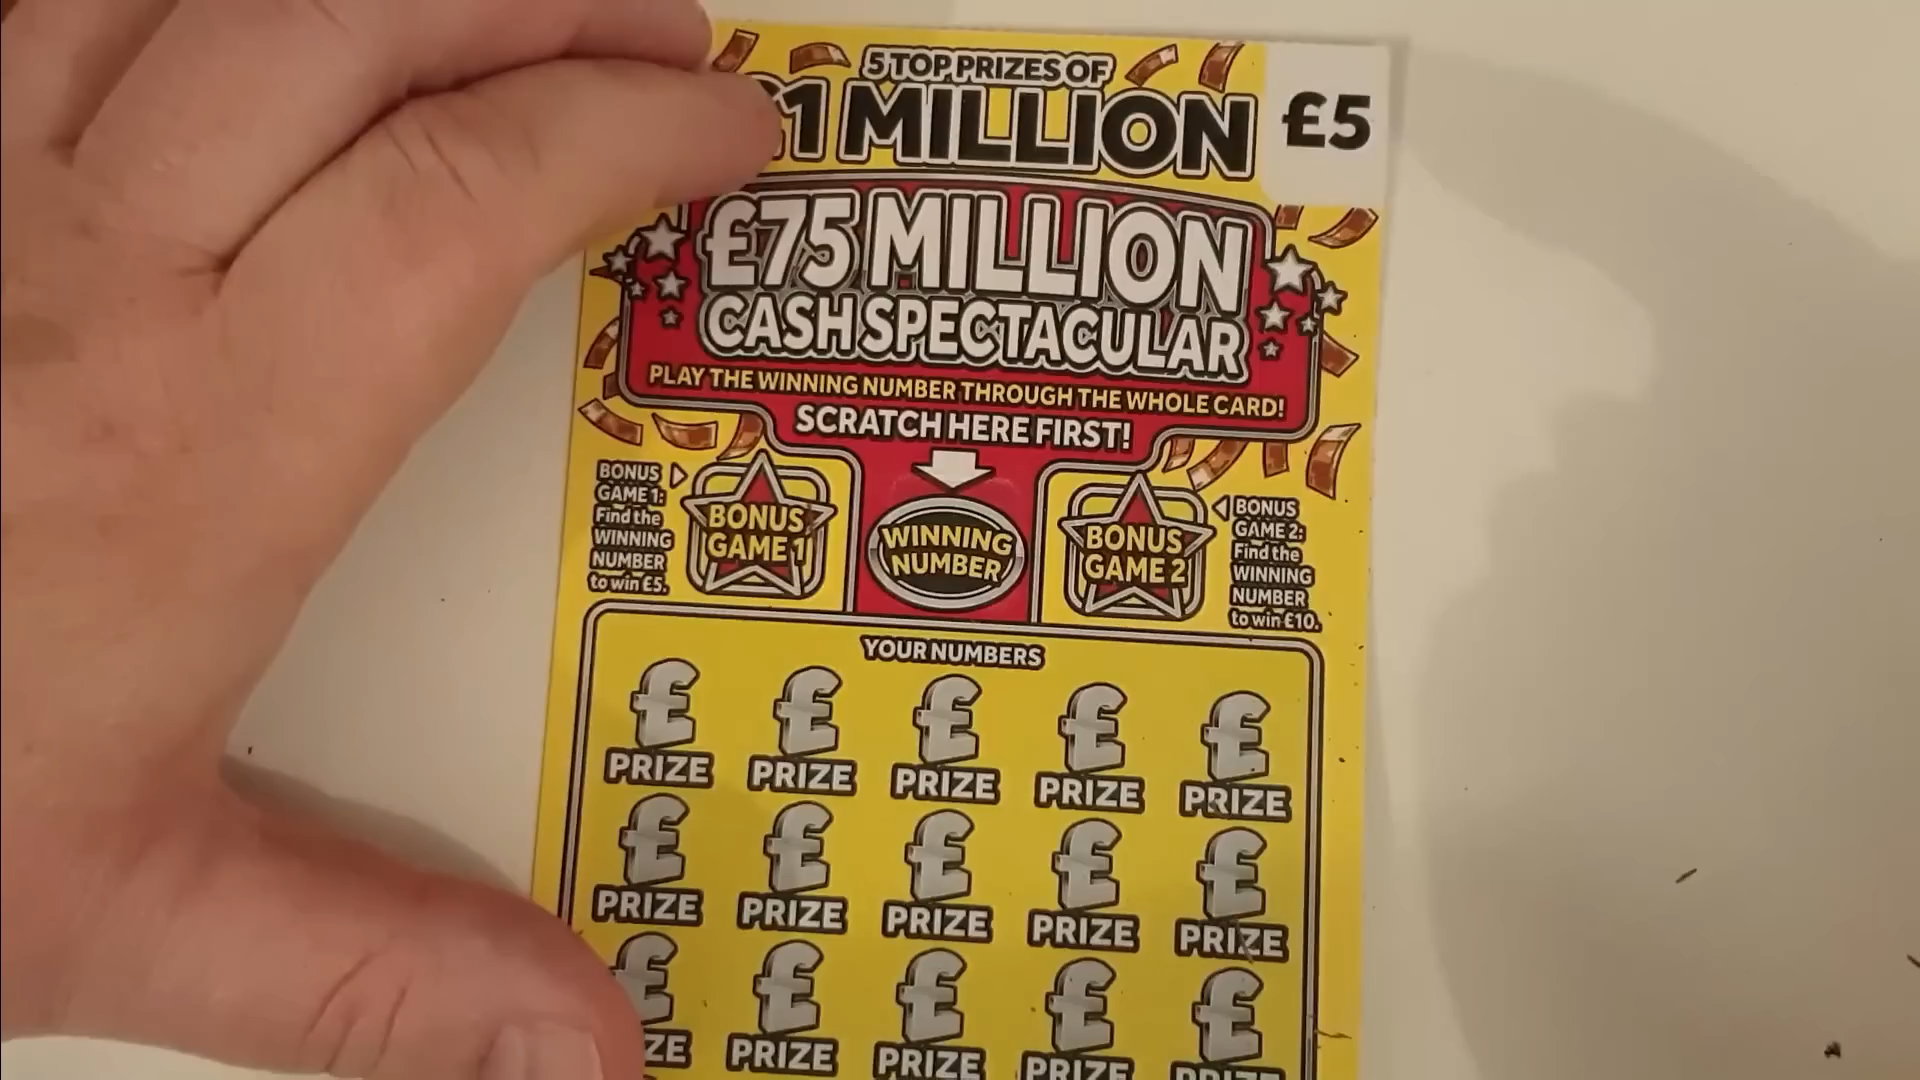 5 TOP PRIZES OF
£1 MILLION
£5
£75 MILLION
CASH SPECTACULAR
PLAY THE WINNING NUMBER THROUGH THE WHOLE CARD!
SCRATCH HERE FIRST!
BONUS
GAME 1:
Find the
WINNING
NUMBER
to win £5.
BONUS
GAME 1
WINNING
NUMBER
BONUS
GAME 2
BONUS
GAME 2:
Find the
WINNING
NUMBER
to win £10.
YOUR NUMBERS
£ £ £ £ £
PRIZE PRIZE PRIZE PRIZE PRIZE
£ £ £ £ £
PRIZE PRIZE PRIZE PRIZE PRIZE
£ £ £ £ £
ZE PRIZE PRIZE PRIZE PRIZE